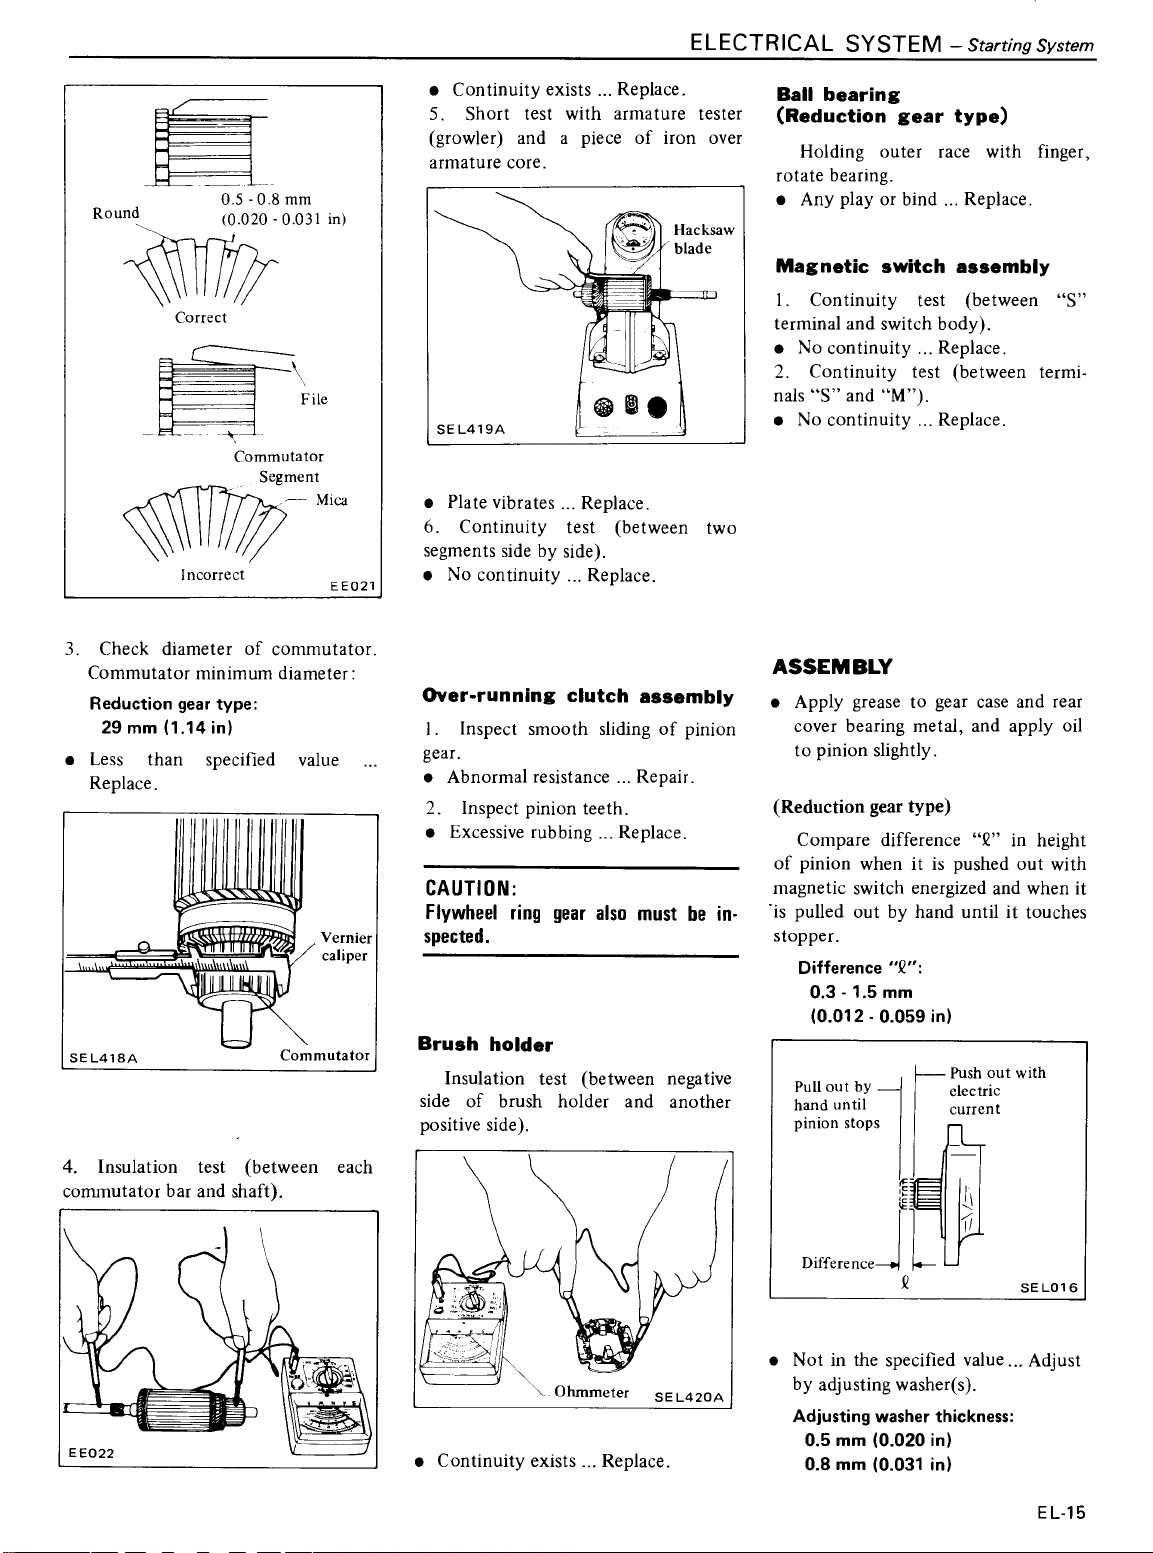 ELECTRICAL SYSTEM – Starting System
0.5 - 0.8 mm
Round
(0.020 - 0.031 in)
Correct
File
Commutator
Segment
Mica
Incorrect
EE021
3. Check diameter of commutator.
Commutator minimum diameter:
Reduction gear type:
29 mm (1.14 in)
• Less than specified value ...
Replace.
Vernier
caliper
SEL418A
Commutator
4. Insulation test (between each
commutator bar and shaft).
EE022
• Continuity exists ... Replace.
5. Short test with armature tester
(growler) and a piece of iron over
armature core.
Hacksaw
blade
SEL419A
• Plate vibrates ... Replace.
6. Continuity test (between two
segments side by side).
• No continuity ... Replace.
Over-running clutch assembly
1. Inspect smooth sliding of pinion
gear.
• Abnormal resistance ... Repair.
2. Inspect pinion teeth.
• Excessive rubbing ... Replace.
CAUTION:
Flywheel ring gear also must be in-
spected.
Brush holder
Insulation test (between negative
side of brush holder and another
positive side).
Ohmmeter
SEL420A
• Continuity exists ... Replace.
Ball bearing
(Reduction gear type)
Holding outer race with finger,
rotate bearing.
• Any play or bind ... Replace.
Magnetic switch assembly
1. Continuity test (between “S”
terminal and switch body).
• No continuity ... Replace.
2. Continuity test (between termi-
nals “S” and “M”).
• No continuity ... Replace.
ASSEMBLY
• Apply grease to gear case and rear
cover bearing metal, and apply oil
to pinion slightly.
(Reduction gear type)
Compare difference “ℓ” in height
of pinion when it is pushed out with
magnetic switch energized and when it
is pulled out by hand until it touches
stopper.
Difference "ℓ":
0.3 - 1.5 mm
(0.012 - 0.059 in)
Pull out by
hand until
pinion stops
Push out with
electric
current
Difference
ℓ
SEL016
• Not in the specified value ... Adjust
by adjusting washer(s).
Adjusting washer thickness:
0.5 mm (0.020 in)
0.8 mm (0.031 in)
EL-15